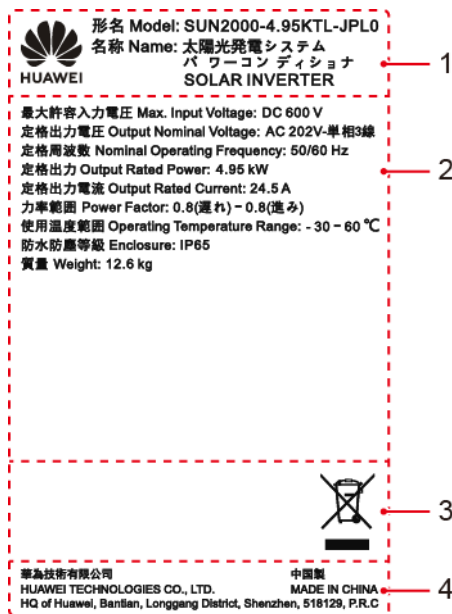 形名 Model: SUN2000-4.95KTL-JPL0
名称 Name: 太陽光発電システム
パワーコンディショナ
SOLAR INVERTER
HUAWEI
1
最大許容入力電圧 Max. Input Voltage: DC 600 V
定格出力電圧 Output Nominal Voltage: AC 202V-単相3線
定格周波数 Nominal Operating Frequency: 50/60 Hz
定格出力 Output Rated Power: 4.95 kW
定格出力電流 Output Rated Current: 24.5 A
力率範囲 Power Factor: 0.8(遅れ) - 0.8(進み)
使用温度範囲 Operating Temperature Range: - 30 - 60 ℃
防水防塵等級 Enclosure: IP65
質量 Weight: 12.6 kg
2
3
華為技術有限公司 中国製
HUAWEI TECHNOLOGIES CO., LTD. MADE IN CHINA
HQ of Huawei, Bantian, Longgang District, Shenzhen, 518129, P.R.C
4